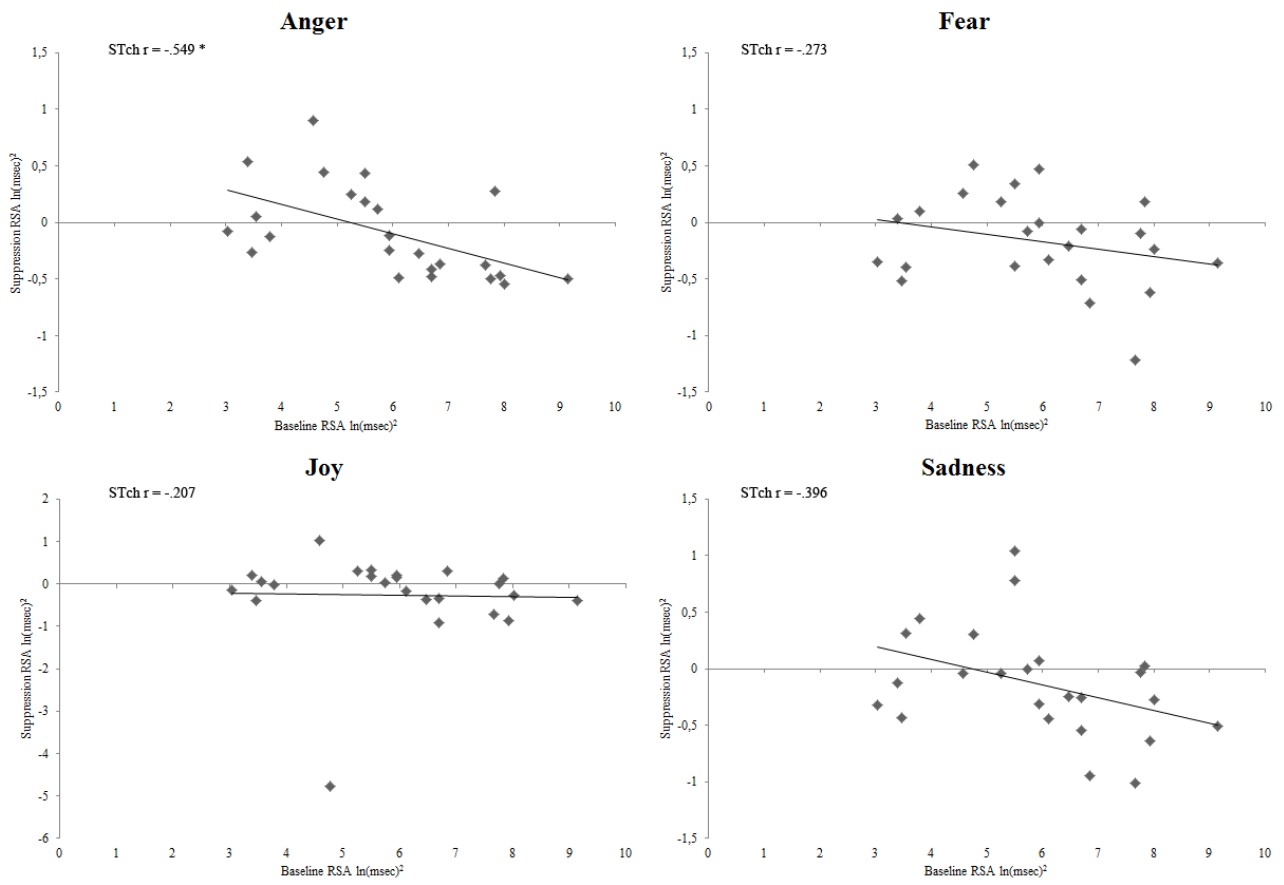 Anger
STch r = -.549 *
1,5
1
0,5
0
-0,5
-1
-1,5
Suppression RSA ln(msec)²
0 1 2 3 4 5 6 7 8 9 10
Baseline RSA ln(msec)²
Fear
STch r = -.273
1,5
1
0,5
0
-0,5
-1
-1,5
Suppression RSA ln(msec)²
0 1 2 3 4 5 6 7 8 9 10
Baseline RSA ln(msec)²
Joy
STch r = -.207
2
1
0
-1
-2
-3
-4
-5
-6
Suppression RSA ln(msec)²
0 1 2 3 4 5 6 7 8 9 10
Baseline RSA ln(msec)²
Sadness
STch r = -.396
1,5
1
0,5
0
-0,5
-1
-1,5
Suppression RSA ln(msec)²
0 1 2 3 4 5 6 7 8 9 10
Baseline RSA ln(msec)²